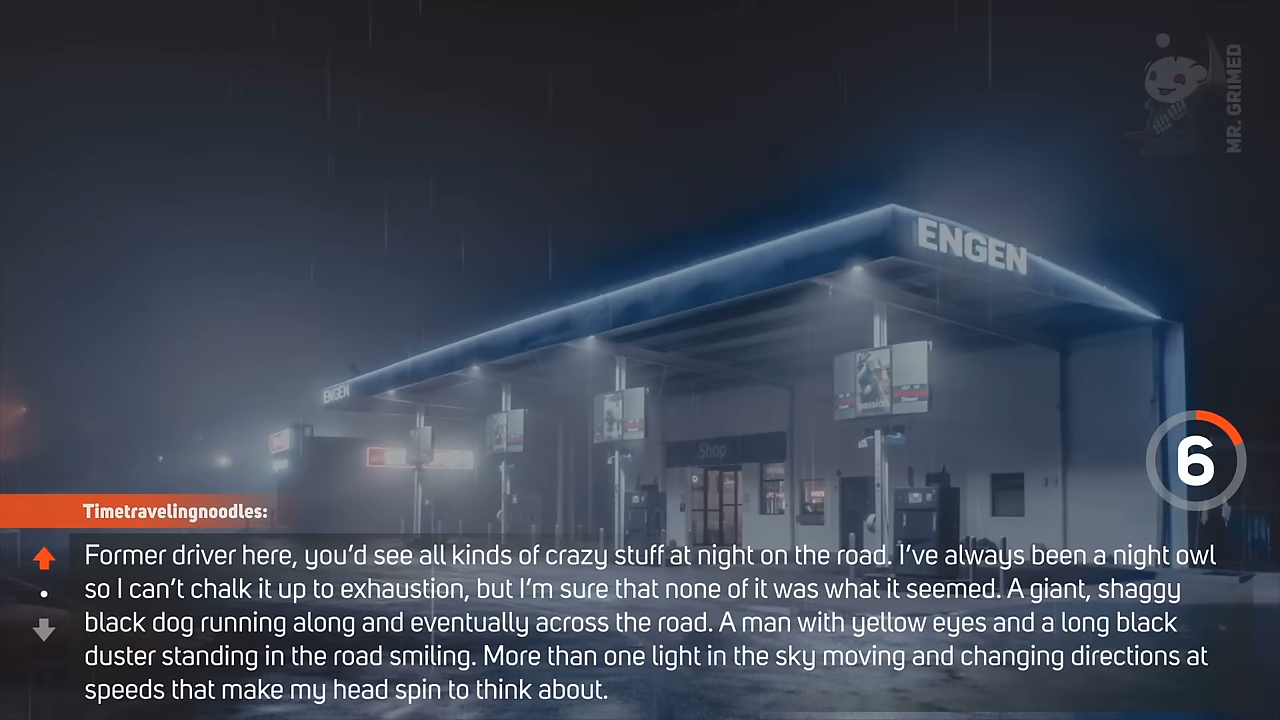 MR. GRIMED
ENGEN
ENGEN
passion
Diesel
Shop
6
Timetravelingnoodles:
Former driver here, you'd see all kinds of crazy stuff at night on the road. I've always been a night owl
so I can't chalk it up to exhaustion, but I'm sure that none of it was what it seemed. A giant, shaggy
black dog running along and eventually across the road. A man with yellow eyes and a long black
duster standing in the road smiling. More than one light in the sky moving and changing directions at
speeds that make my head spin to think about.